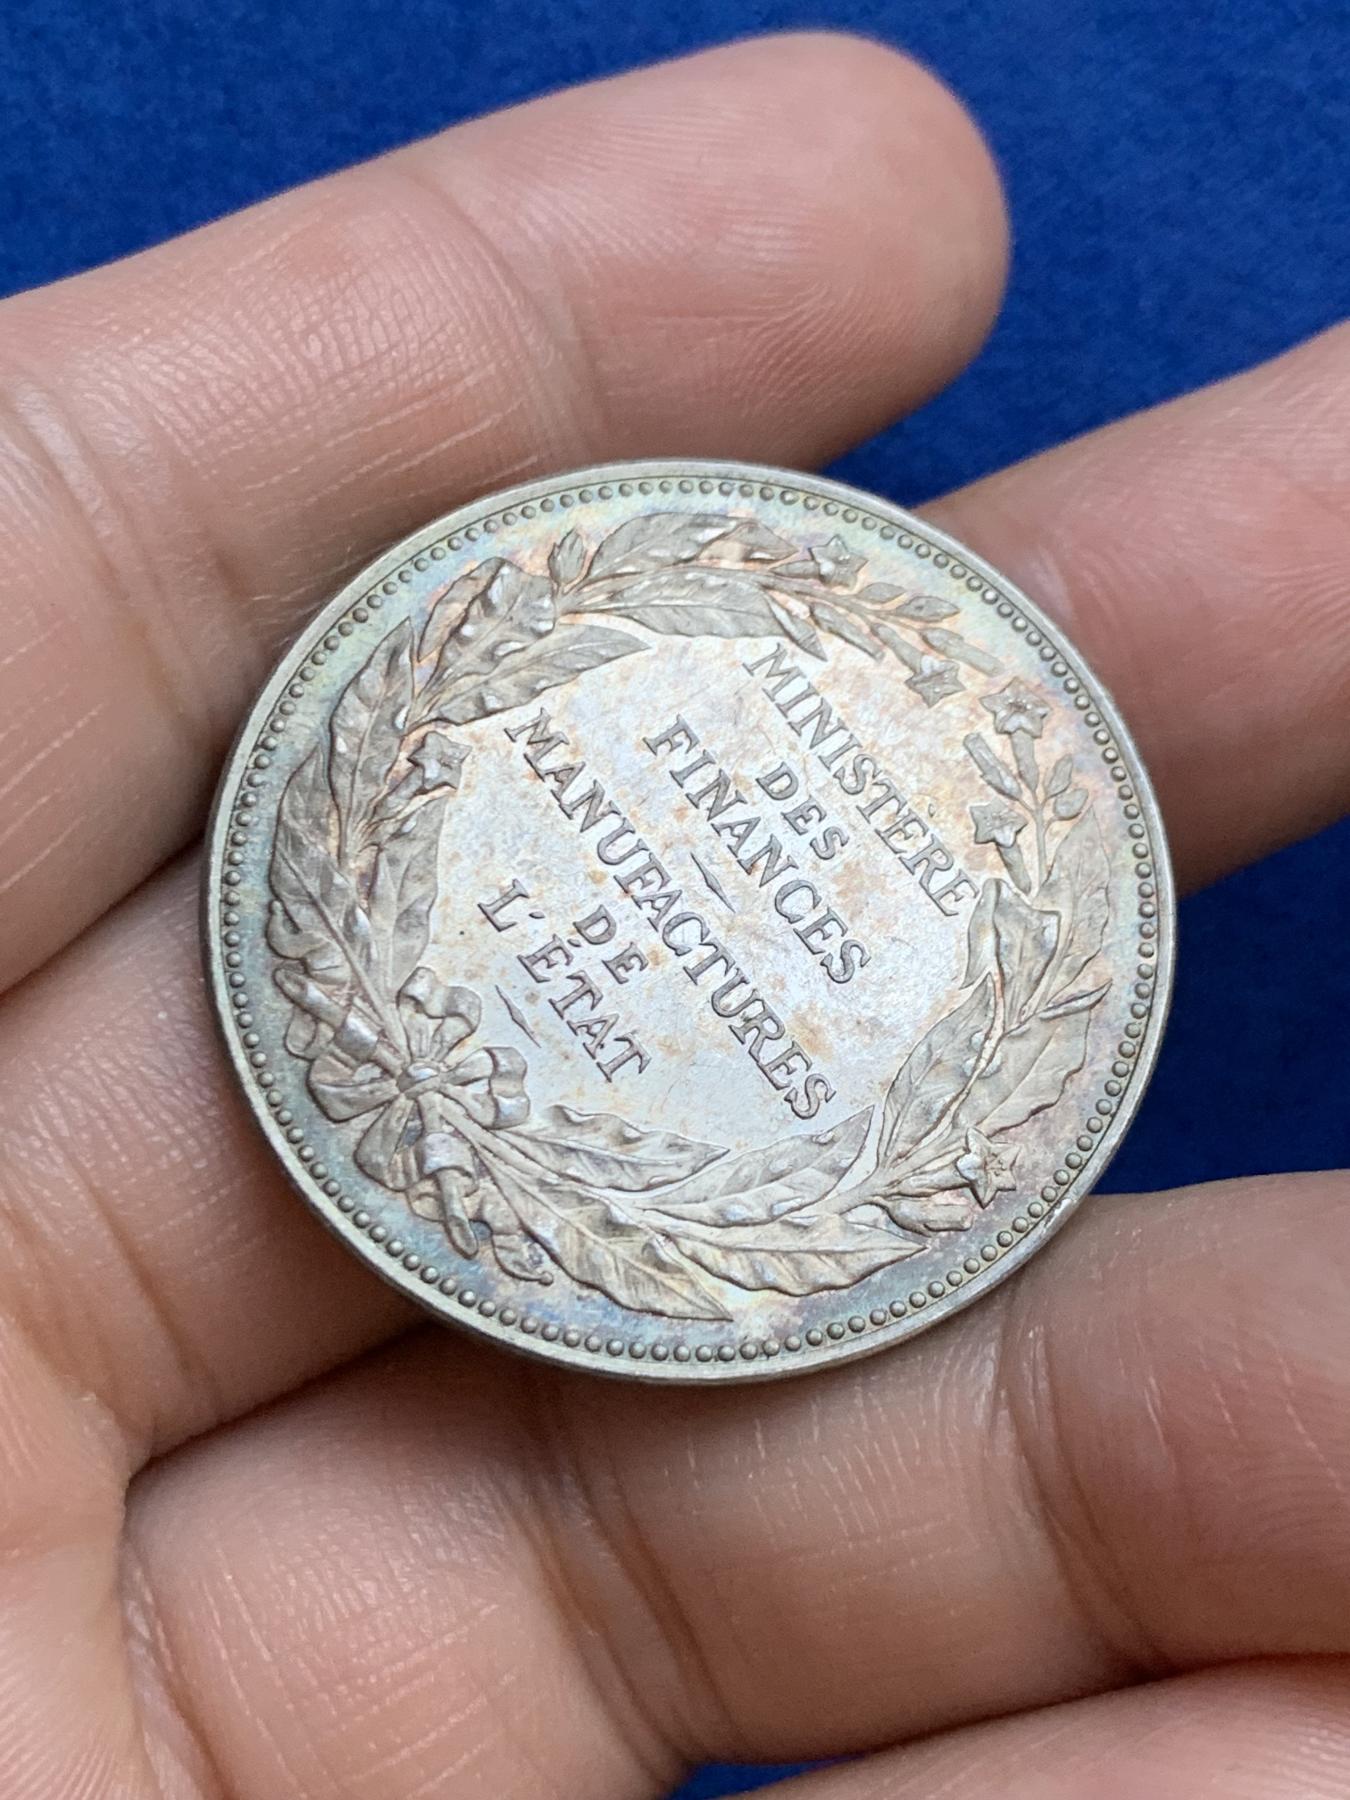 MINISTÈRE
DES
FINANCES
MANUFACTURES
DE
L'ÉTAT